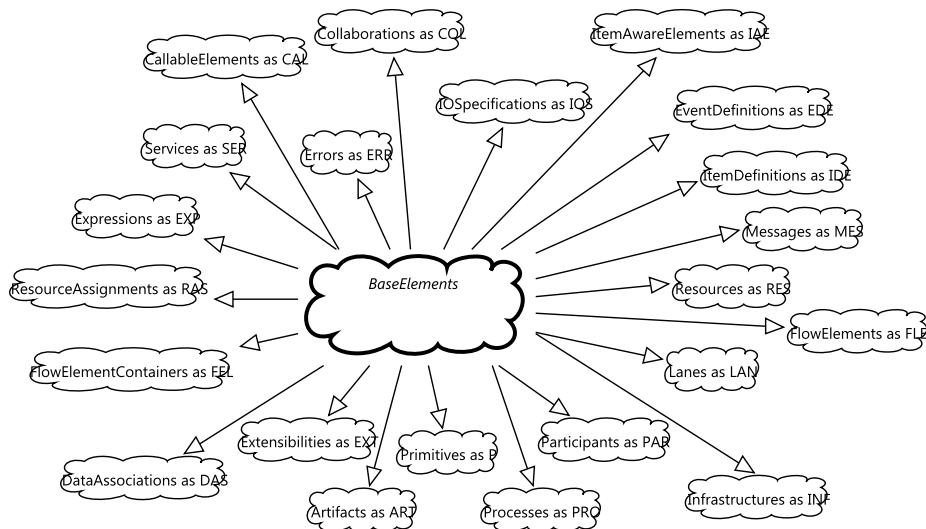 Collaborations as COL
ItemAwareElements as IAE
CallableElements as CAL
IOSpecifications as IOS
EventDefinitions as EDE
Services as SER
Errors as ERR
ItemDefinitions as IDE
Expressions as EXP
Messages as MES
BaseElements
ResourceAssignments as RAS
Resources as RES
FlowElements as FLE
FlowElementContainers as FEL
Lanes as LAN
Extensibilities as EXT
Primitives as P
Participants as PAR
DataAssociations as DAS
Infrastructures as INF
Artifacts as ART
Processes as PRO